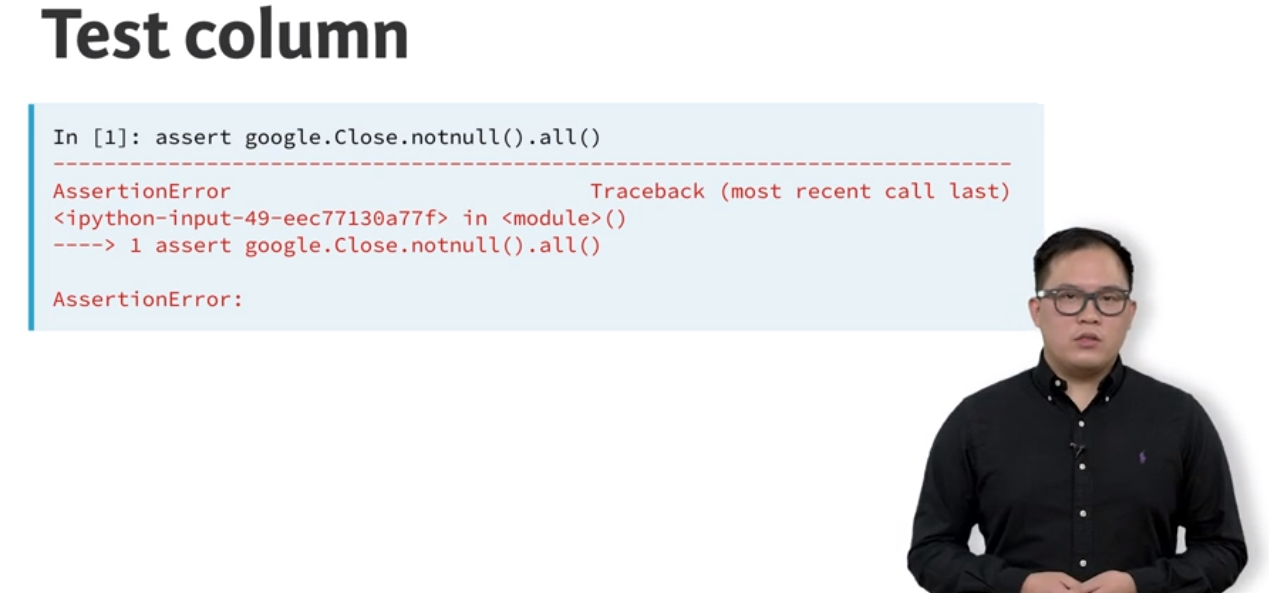 Test column
In [1]: assert google.Close.notnull().all()
---------------------------------------------------------------------------
AssertionError                            Traceback (most recent call last)
<ipython-input-49-eec77130a77f> in <module>()
----> 1 assert google.Close.notnull().all()
AssertionError: